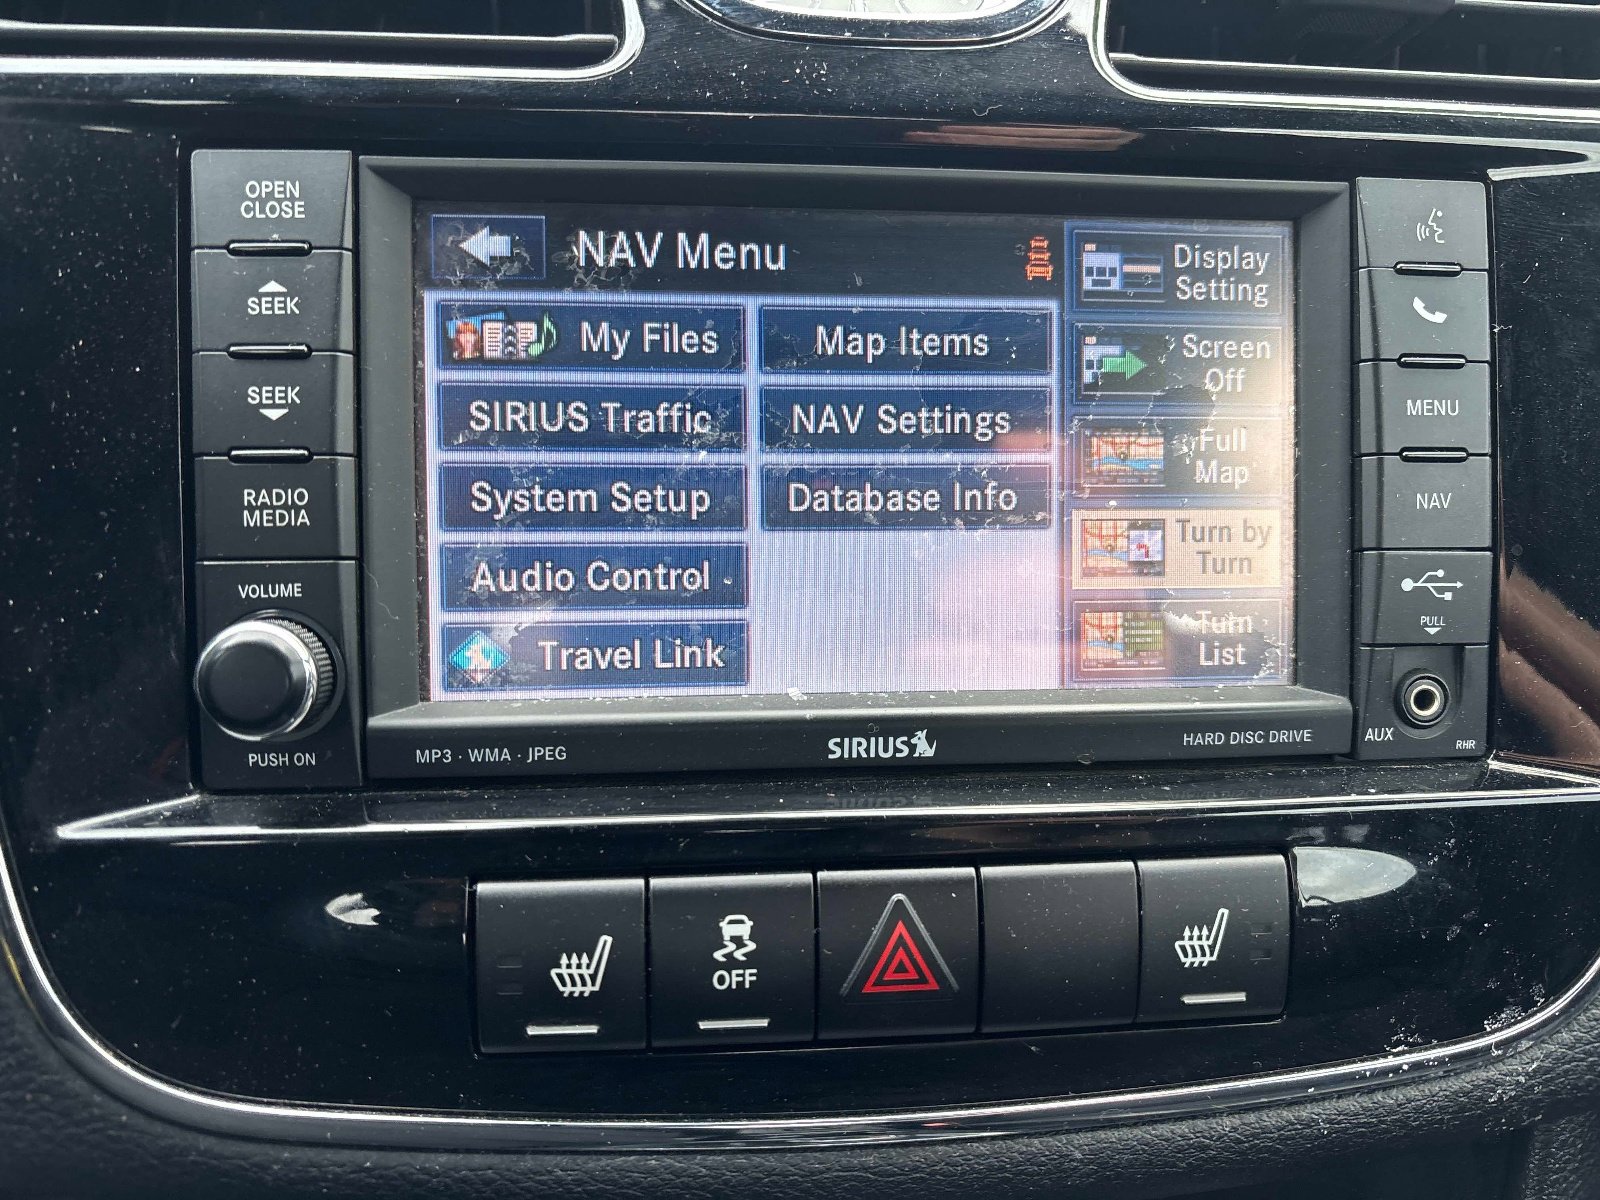 OPEN
CLOSE
SEEK
SEEK
RADIO
MEDIA
VOLUME
PUSH ON
NAV Menu
My Files
Map Items
SIRIUS Traffic
NAV Settings
System Setup
Database Info
Audio Control
Travel Link
Display
Setting
Screen
Off
Full
Map
Turn by
Turn
Turn
List
MENU
NAV
PULL
AUX
RHR
MP3 · WMA · JPEG
SIRIUS
HARD DISC DRIVE
OFF